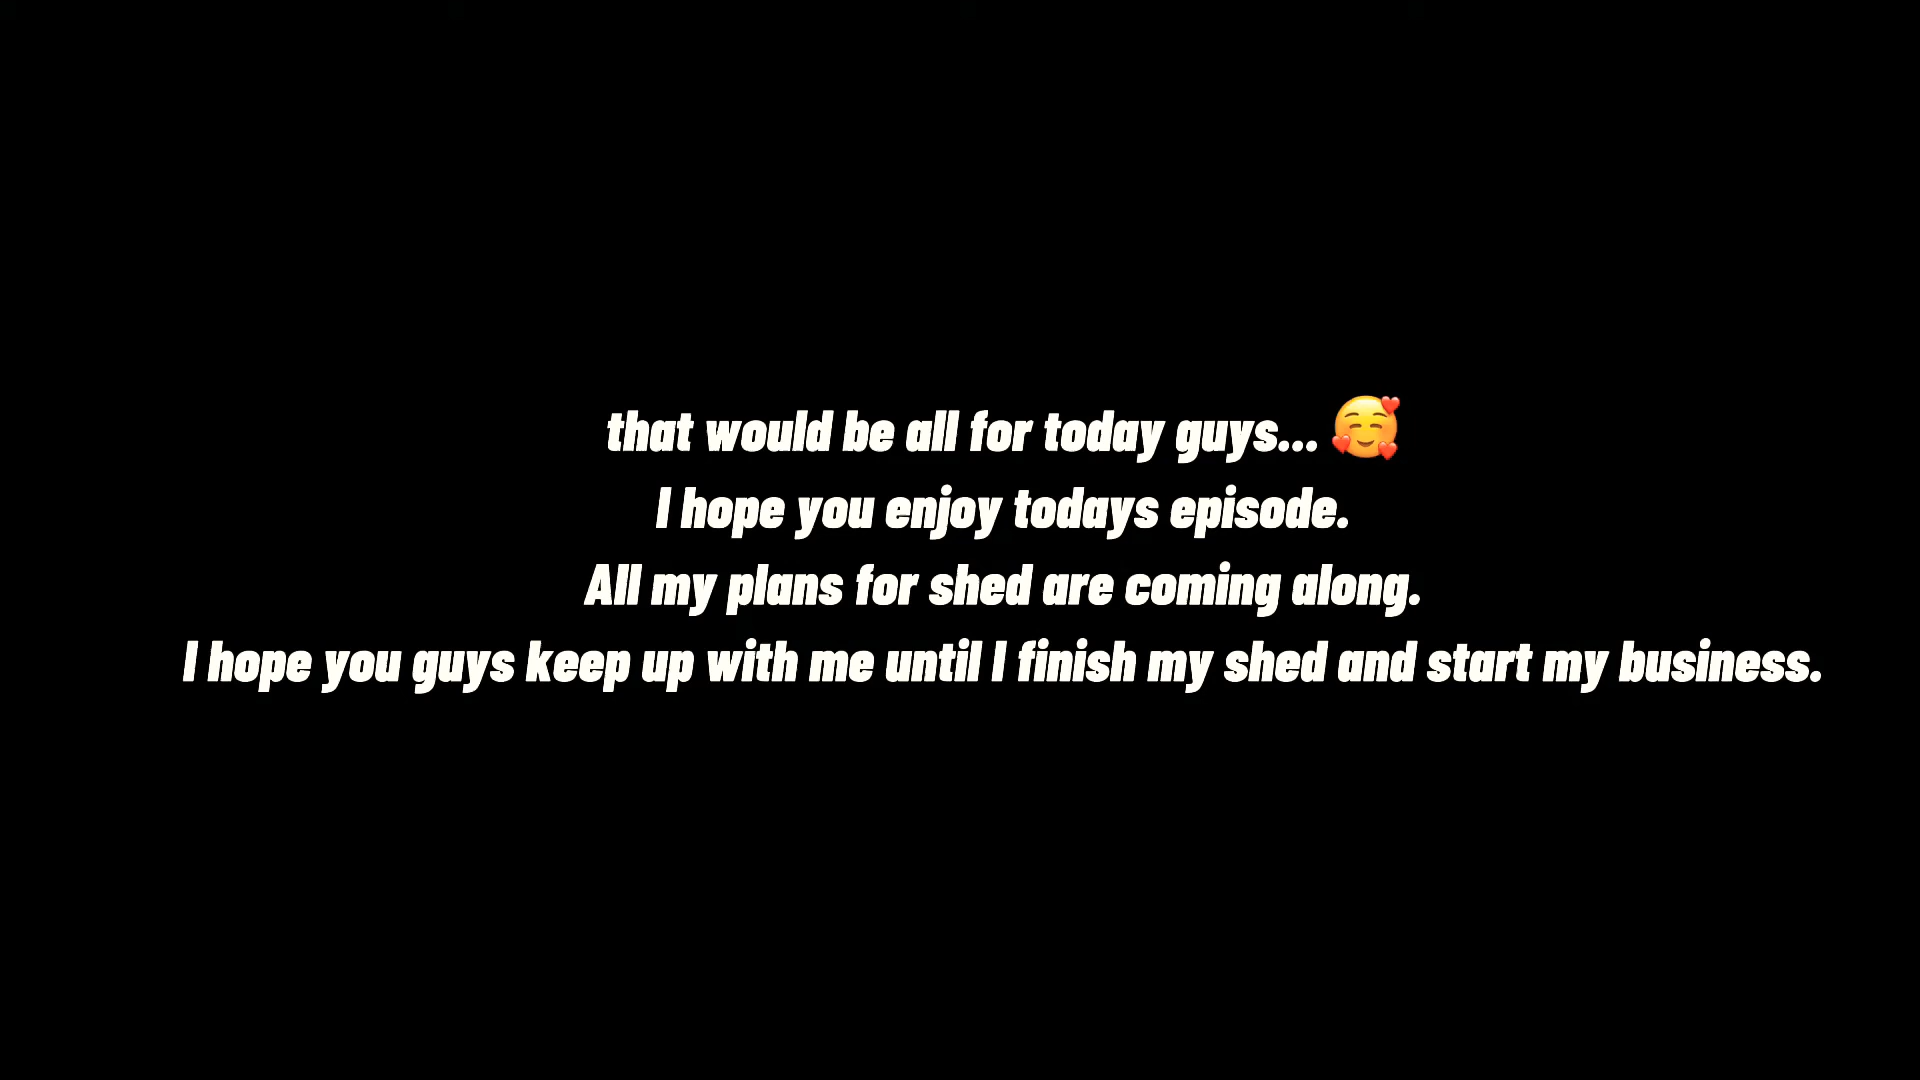 that would be all for today guys... 🥰
I hope you enjoy todays episode.
All my plans for shed are coming along.
I hope you guys keep up with me until I finish my shed and start my business.